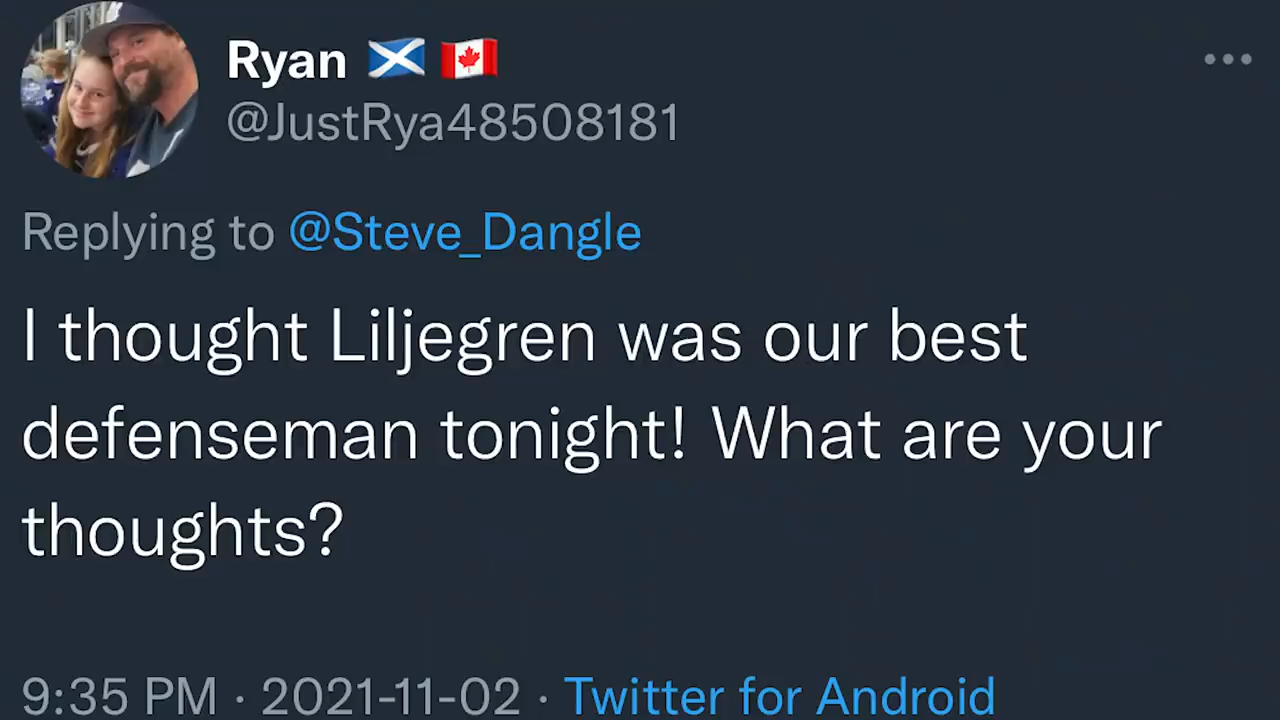 Ryan 🏴󠁧󠁢󠁳󠁣󠁴󠁿 🇨🇦
@JustRya48508181
Replying to @Steve_Dangle
I thought Liljegren was our best
defenseman tonight! What are your
thoughts?
9:35 PM · 2021-11-02 · Twitter for Android